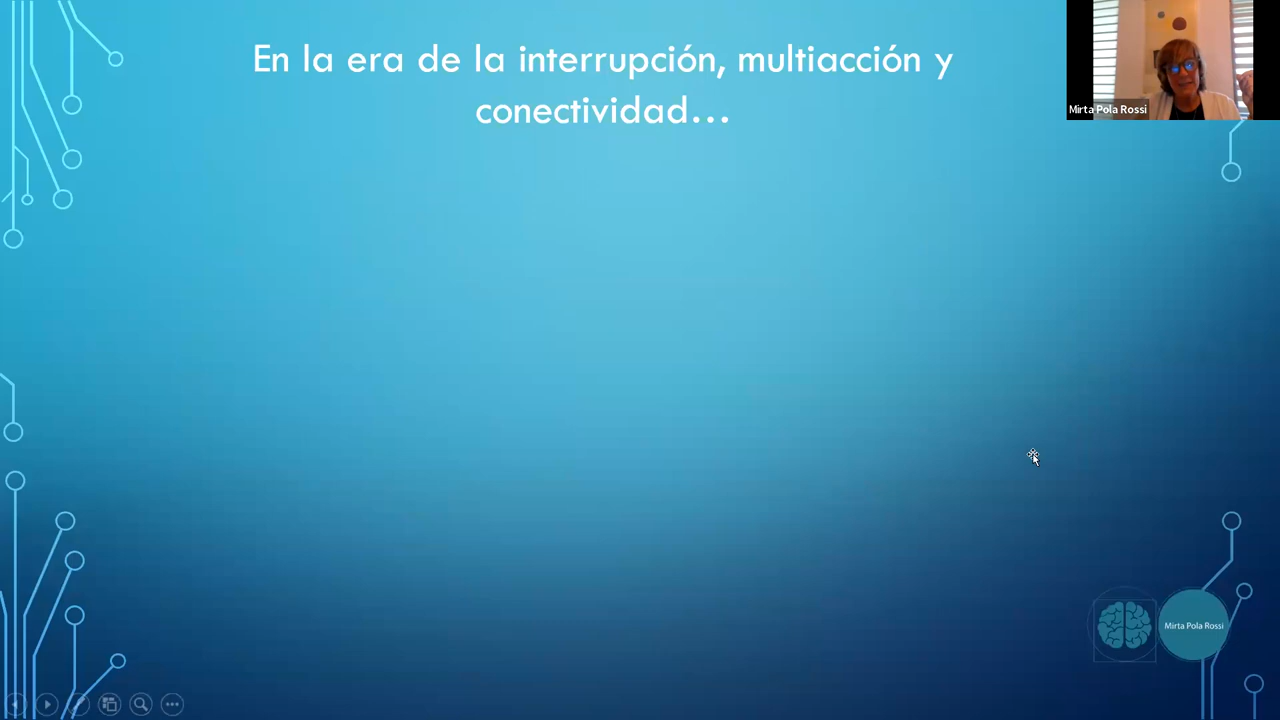 En la era de la interrupción, multiacción y
conectividad...
Mirta Pola Rossi
Mirta Pola Rossi